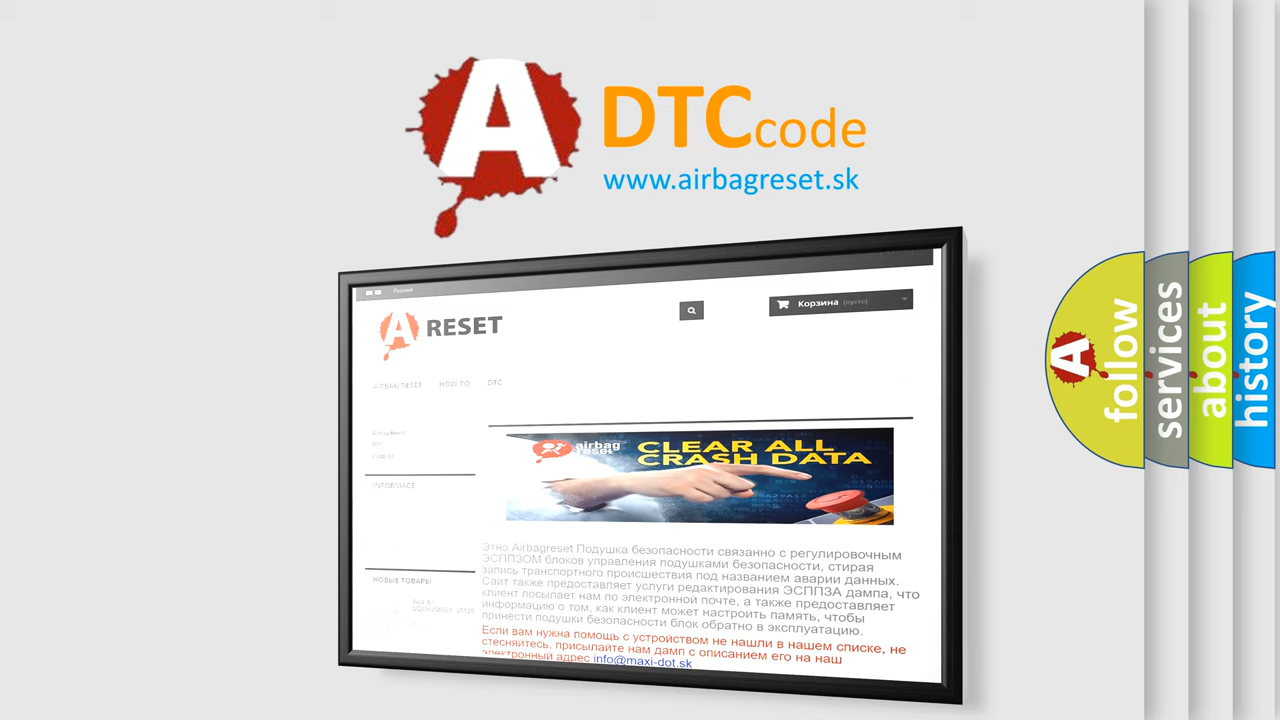 A
DTC code
www.airbagreset.sk
Русский
Корзина (пусто)
A RESET
AIRBAG RESET HOW TO DTC
airbag
reset
CLEAR ALL
CRASH DATA
INFORMACE
НОВЫЕ ТОВАРЫ
Этно Airbagreset Подушка безопасности связанно с регулировочным
ЭСППЗОМ блоков управления подушками безопасности, стирая
запись транспортного происшествия под названием аварии данных.
Сайт также предоставляет услуги редактирования ЭСППЗА дампа, что
клиент посылает нам по электронной почте, а также предоставляет
информацию о том, как клиент может настроить память, чтобы
принести подушки безопасности блок обратно в эксплуатацию.
Если вам нужна помощь с устройством не нашли в нашем списке, не
стесняйтесь, присылайте нам дамп с описанием его на наш
электронный адрес info@maxi-dot.sk
A
follow
services
about
history